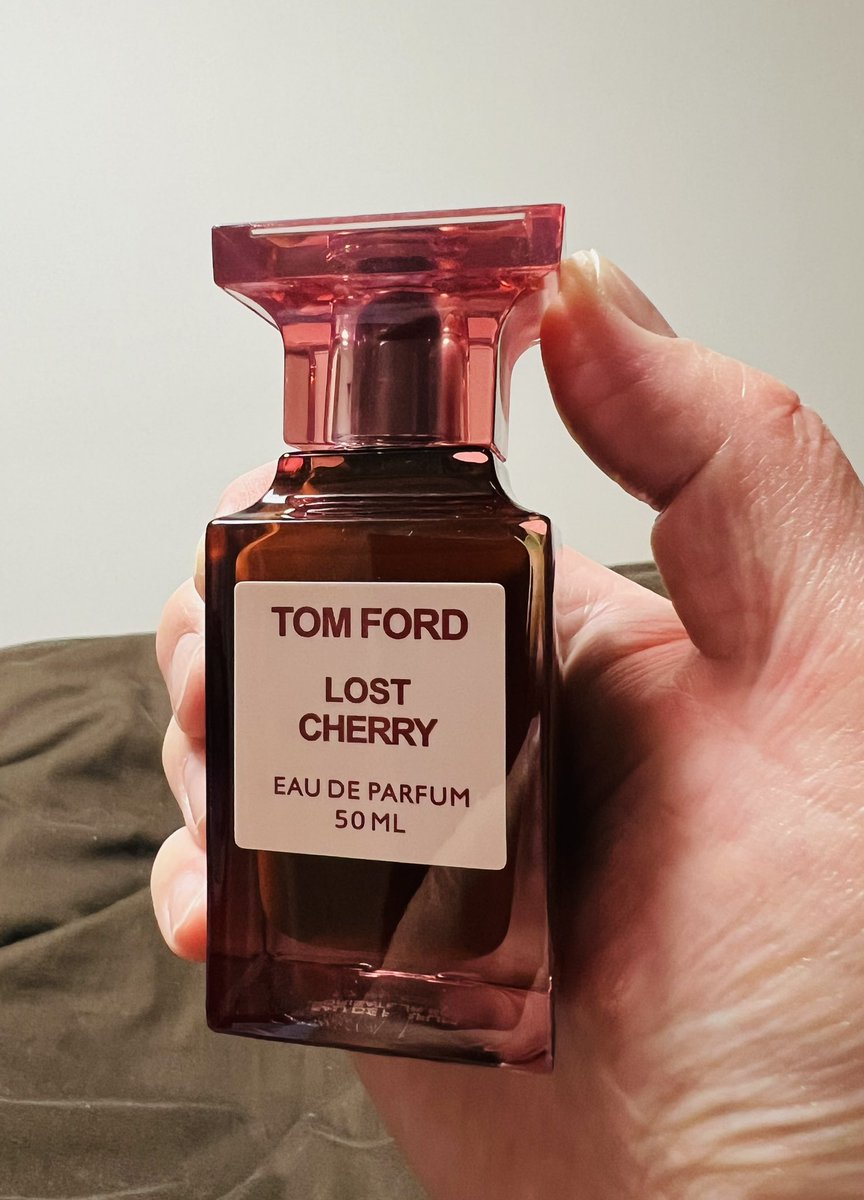 TOM FORD
LOST
CHERRY
EAU DE PARFUM
50 ML